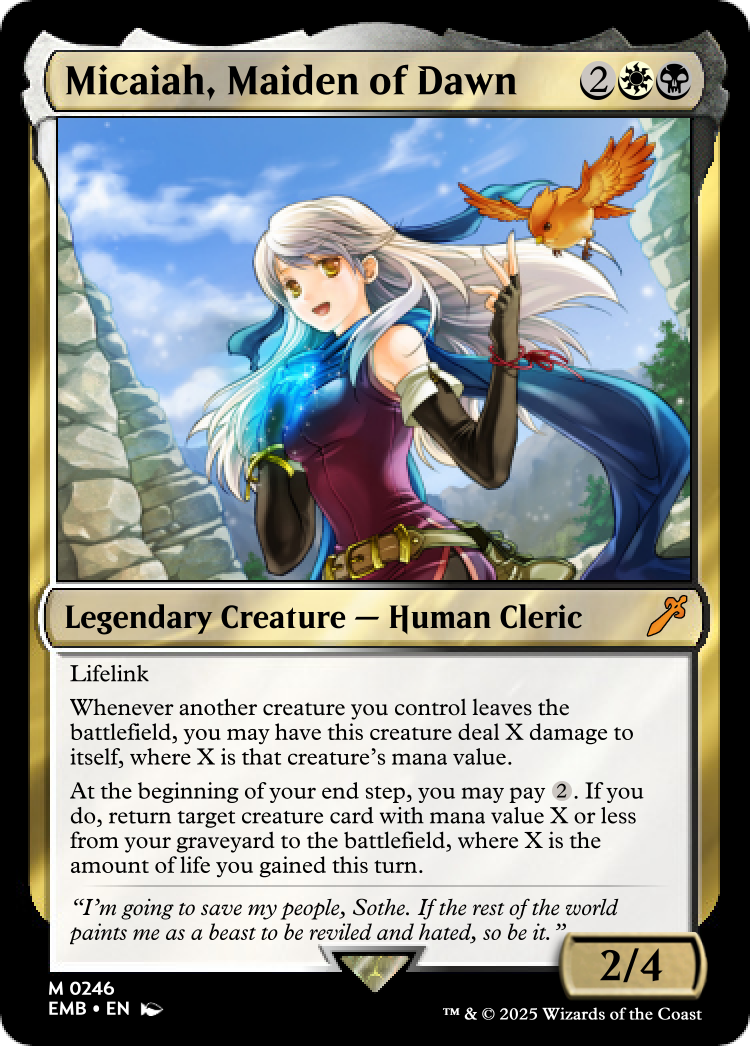 Micaiah, Maiden of Dawn 2
Legendary Creature — Human Cleric
Lifelink
Whenever another creature you control leaves the
battlefield, you may have this creature deal X damage to
itself, where X is that creature's mana value.
At the beginning of your end step, you may pay 2. If you
do, return target creature card with mana value X or less
from your graveyard to the battlefield, where X is the
amount of life you gained this turn.
“I'm going to save my people, Sothe. If the rest of the world
paints me as a beast to be reviled and hated, so be it.”
2/4
M 0246
EMB • EN
™ & © 2025 Wizards of the Coast